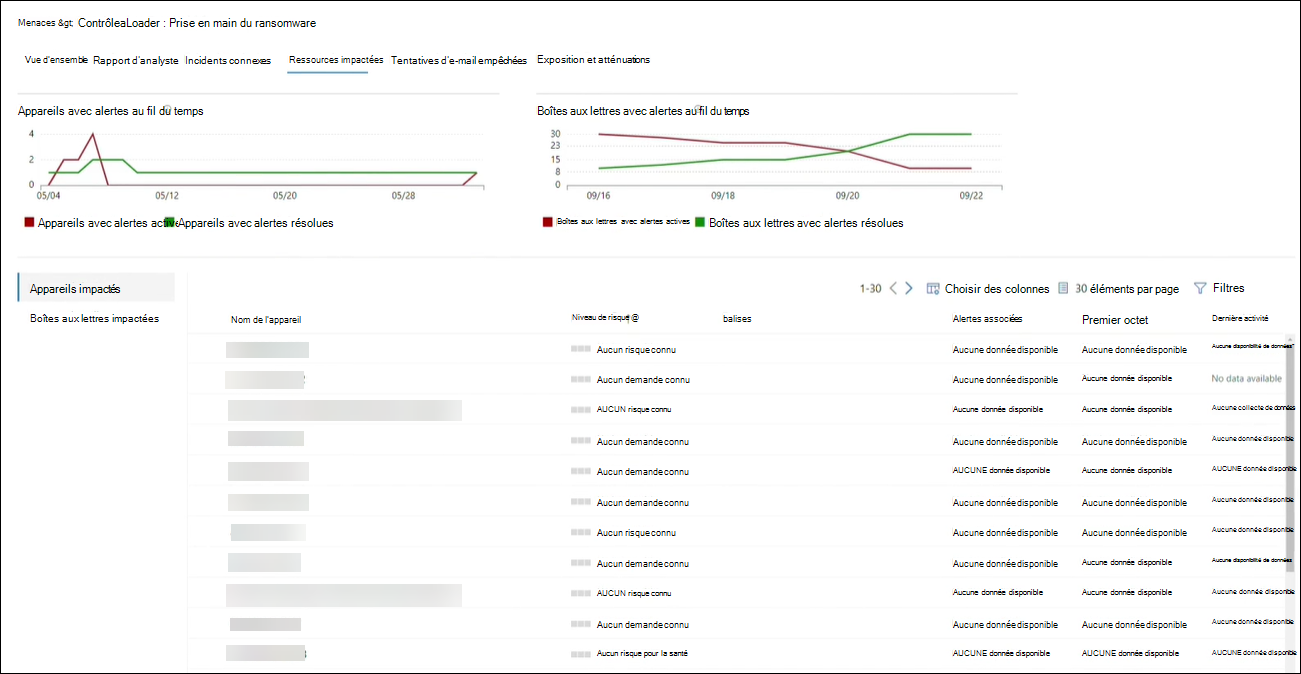 Menaces &gt; ContrôleaLoader : Prise en main du ransomware
Vue d'ensemble Rapport d'analyste Incidents connexes Ressources impactées Tentatives d'e-mail empêchées Exposition et atténuations
Appareils avec alertes au fil du temps
4
2
0
05/04 05/12 05/20 05/28
Appareils avec alertes active Appareils avec alertes résolues
Boîtes aux lettres avec alertes au fil du temps
30
23
15
8
0
09/16 09/18 09/20 09/22
Boîtes aux lettres avec alertes actives Boîtes aux lettres avec alertes résolues
Appareils impactés
Boîtes aux lettres impactées
1-30 Choisir des colonnes 30 éléments par page Filtres
Nom de l'appareil Niveau de risque @ balises Alertes associées Premier octet Dernière activité
Aucun risque connu Aucune donnée disponible Aucune donnée disponible Aucune disponibilité de données"
Aucun demande connu Aucune donnée disponible Aucune donnée disponible No data available
AUCUN risque connu Aucune donnée disponible Aucune donnée disponible Aucune collecte de données
Aucun demande connu Aucune donnée disponible Aucune donnée disponible Aucune donnée disponible
Aucun demande connu AUCUNE donnée disponible Aucune donnée disponible AUCUNE donnée disponible
Aucun demande connu Aucune donnée disponible Aucune donnée disponible Aucune donnée disponible
Aucun risque connu Aucune donnée disponible Aucune donnée disponible Aucune donnée disponible
Aucun demande connu Aucune donnée disponible Aucune donnée disponible Aucune disponibilité de données
AUCUN risque connu Aucune donnée disponible Aucune donnée disponible Aucune donnée disponible
Aucun demande connu Aucune donnée disponible Aucune donnée disponible Aucune donnée disponible
Aucun risque pour la santé AUCUNE donnée disponible AUCUNE donnée disponible AUCUNE donnée disponible